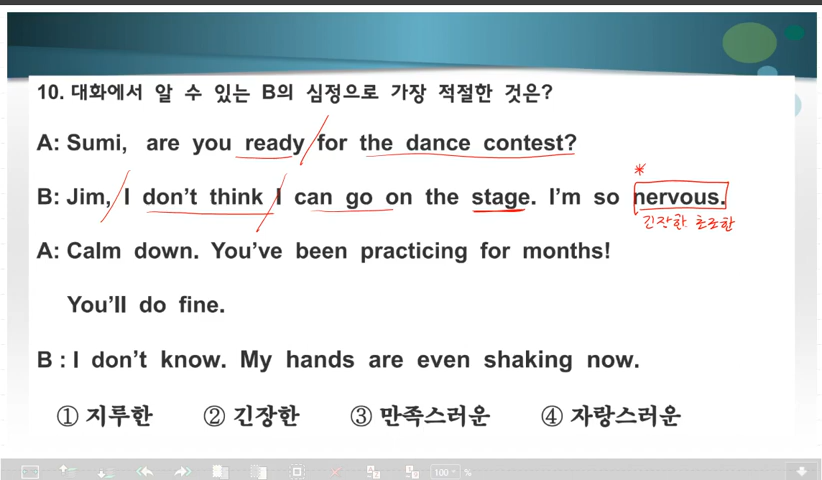 10. 대화에서 알 수 있는 B의 심정으로 가장 적절한 것은?
A: Sumi, are you ready for the dance contest?
B: Jim, I don't think I can go on the stage. I'm so nervous.
긴장한 초조한
A: Calm down. You've been practicing for months!
You'll do fine.
B : I don't know. My hands are even shaking now.
① 지루한 ② 긴장한 ③ 만족스러운 ④ 자랑스러운
100 %